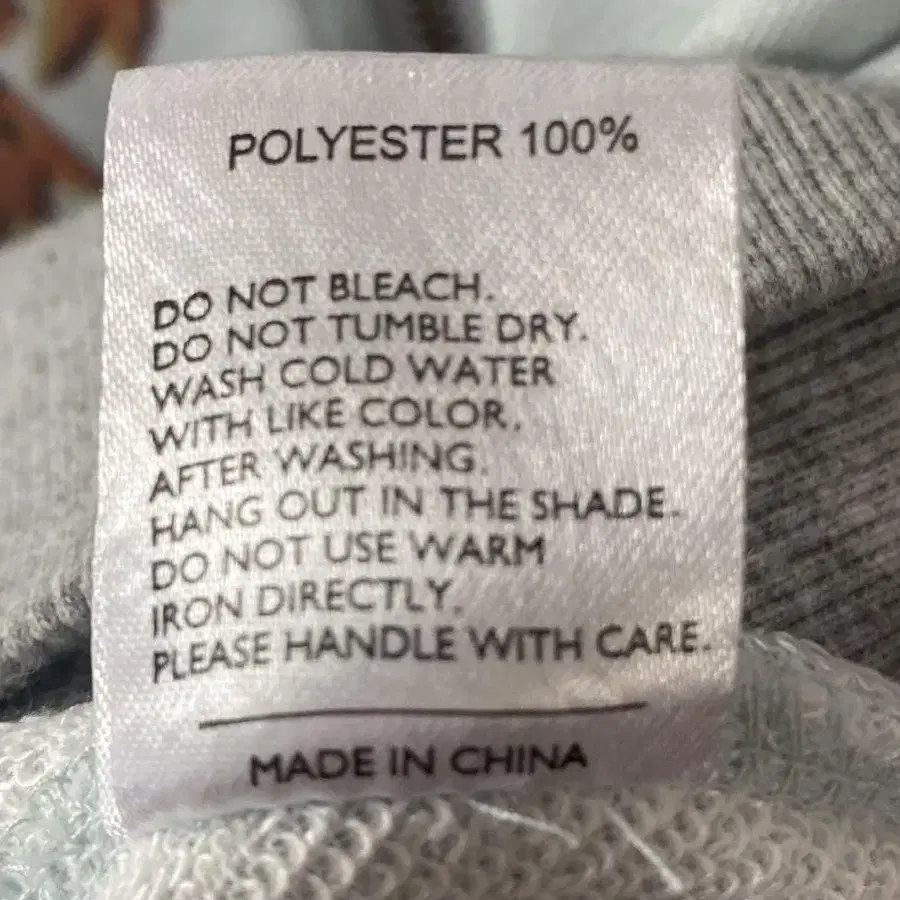 POLYESTER 100%
DO NOT BLEACH.
DO NOT TUMBLE DRY.
WASH COLD WATER
WITH LIKE COLOR.
AFTER WASHING.
HANG OUT IN THE SHADE.
DO NOT USE WARM
IRON DIRECTLY.
PLEASE HANDLE WITH CARE.
MADE IN CHINA